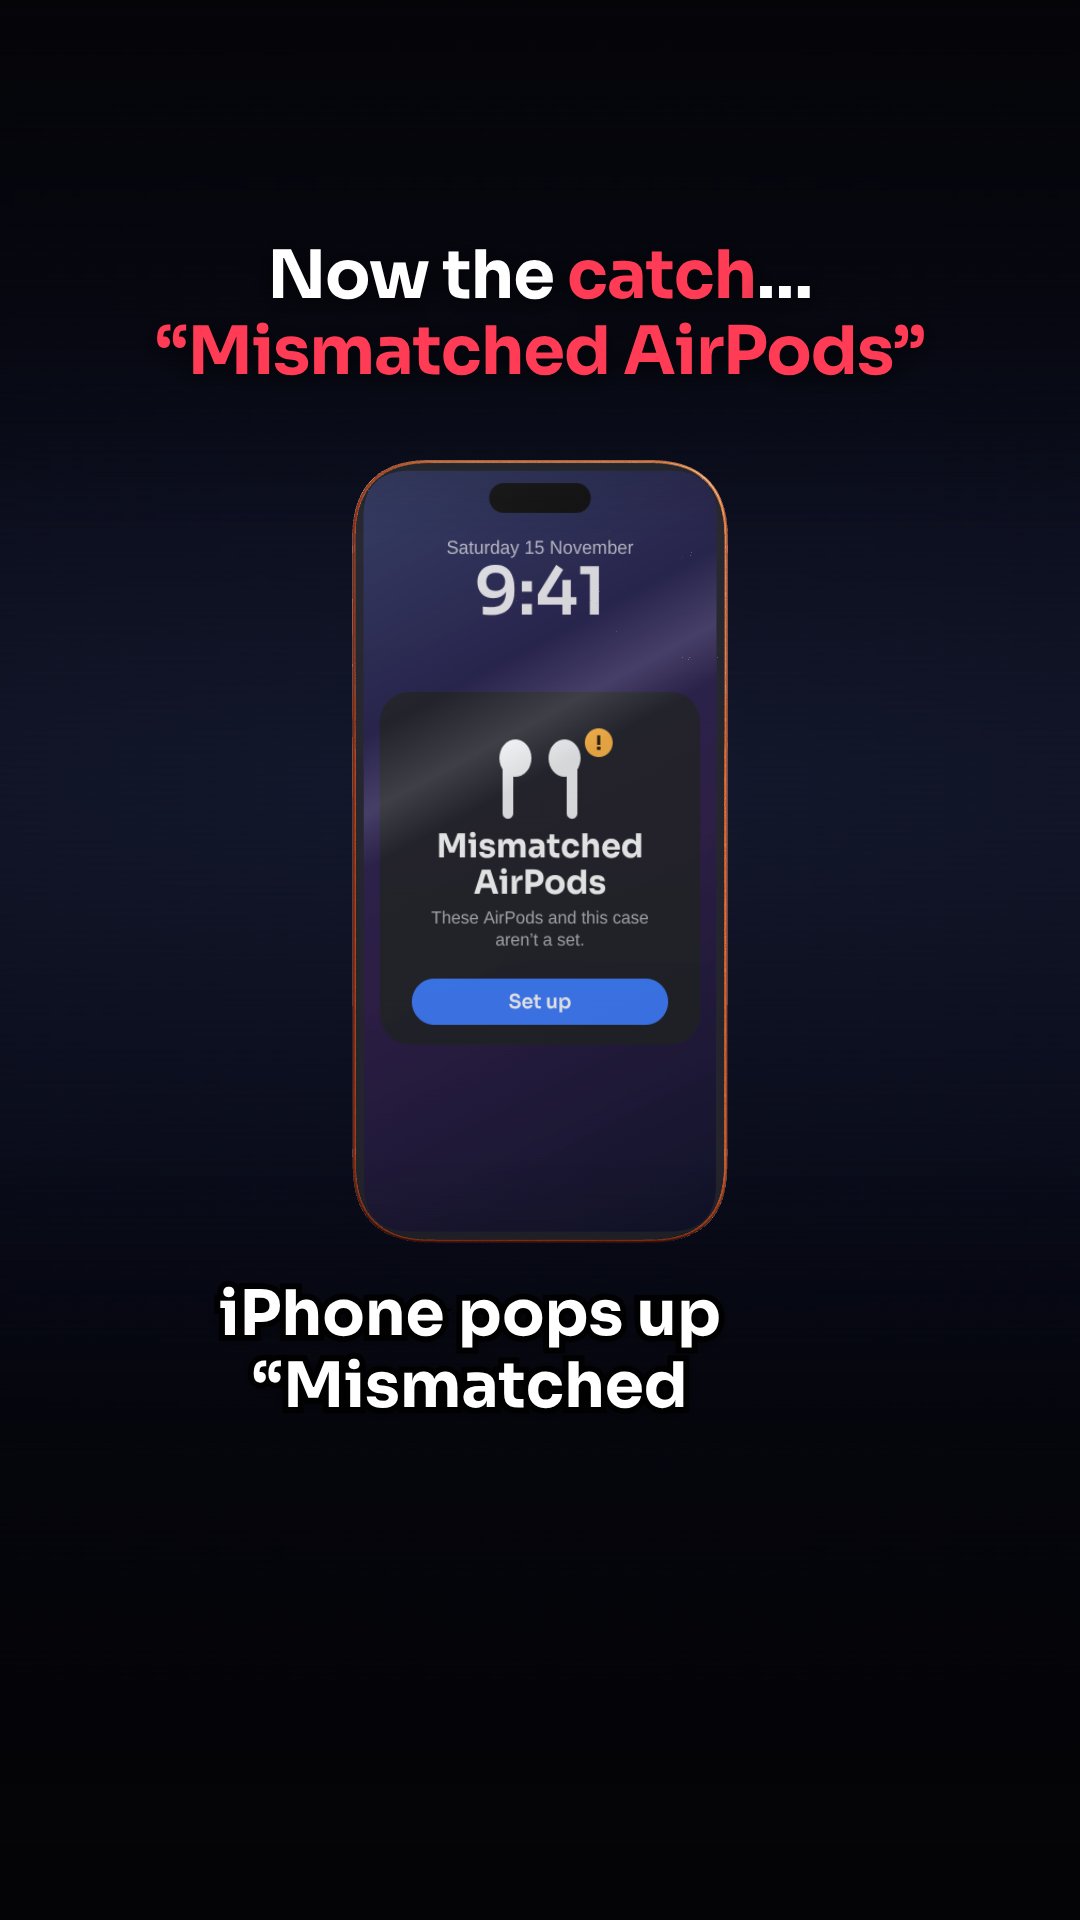 Now the catch...
“Mismatched AirPods”
Saturday 15 November
9:41
!
Mismatched
AirPods
These AirPods and this case
aren’t a set.
Set up
iPhone pops up
“Mismatched